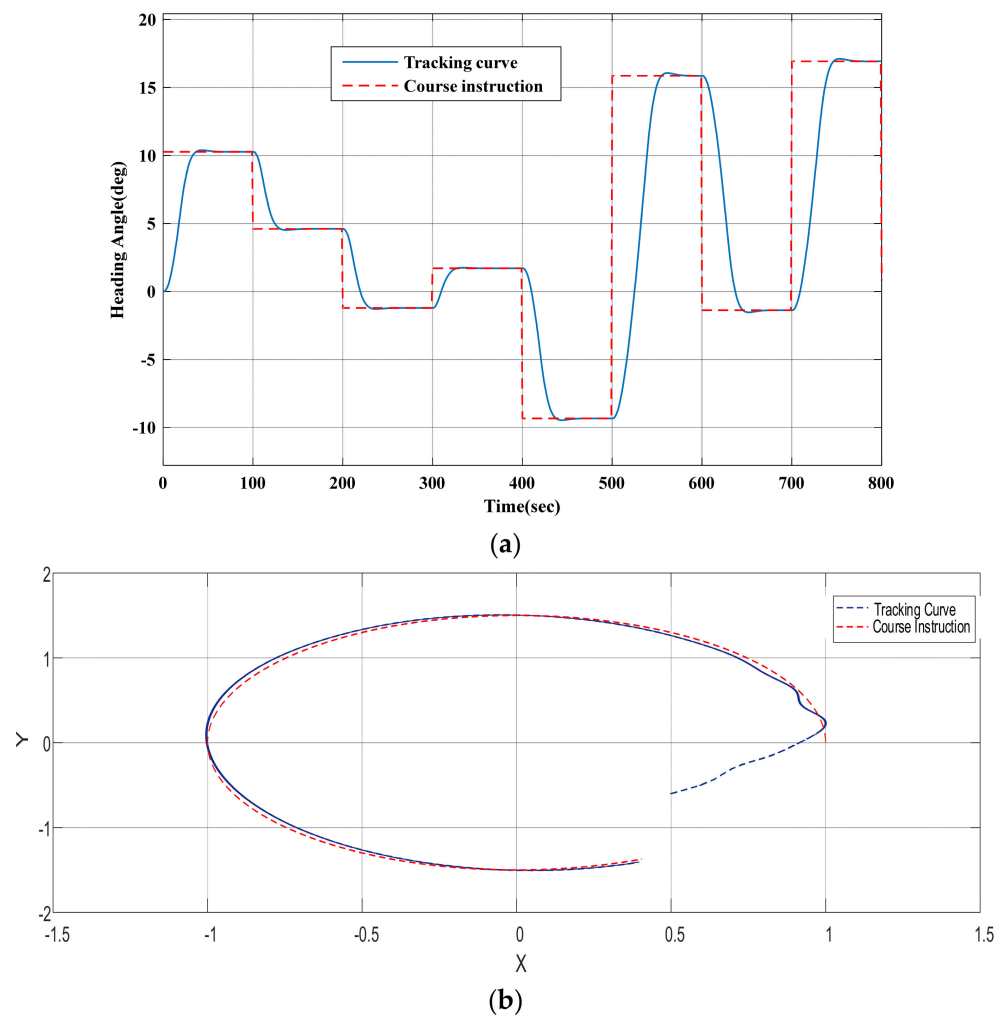 20
15
10
5
0
-5
-10
Heading Angle(deg)
Tracking curve
Course instruction
0 100 200 300 400 500 600 700 800
Time(sec)
(a)
2
1
0
-1
-2
Y
Tracking Curve
Course Instruction
-1.5 -1 -0.5 0 0.5 1 1.5
X
(b)